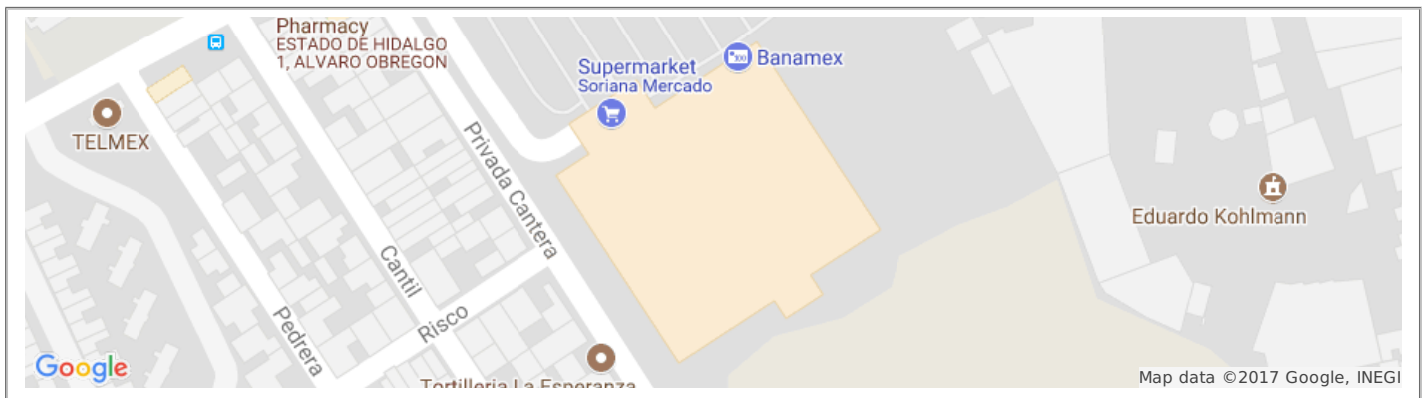 Pharmacy
ESTADO DE HIDALGO
1, ALVARO OBREGON
Supermarket
Soriana Mercado
Banamex
TELMEX
Privada Cantera
Eduardo Kohlmann
Cantil
Risco
Pedrera
Tortilleria La Esperanza
Google
Map data ©2017 Google, INEGI